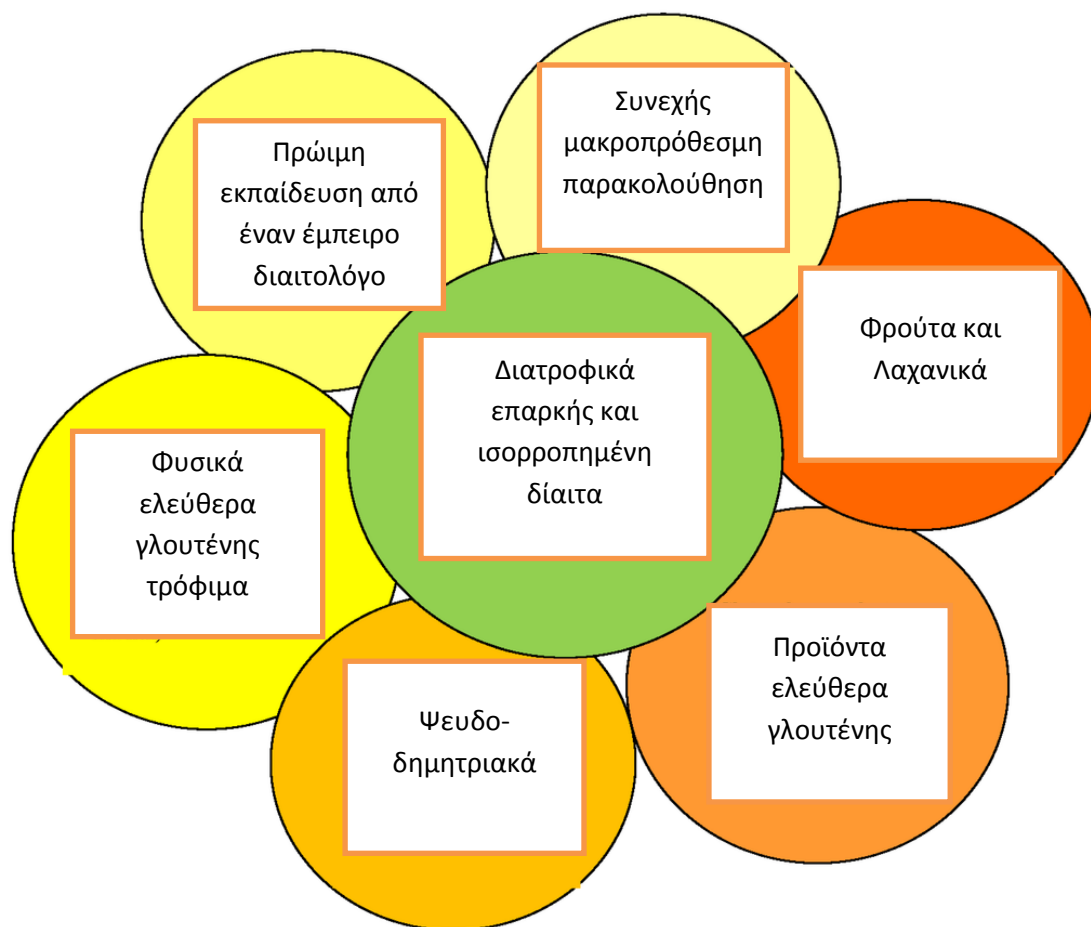 Πρώιμη
εκπαίδευση από
έναν έμπειρο
διαιτολόγο
Συνεχής
μακροπρόθεσμη
παρακολούθηση
Φρούτα και
Λαχανικά
Διατροφικά
επαρκής και
ισορροπημένη
δίαιτα
Φυσικά
ελεύθερα
γλουτένης
τρόφιμα
Προϊόντα
ελεύθερα
γλουτένης
Ψευδο-
δημητριακά